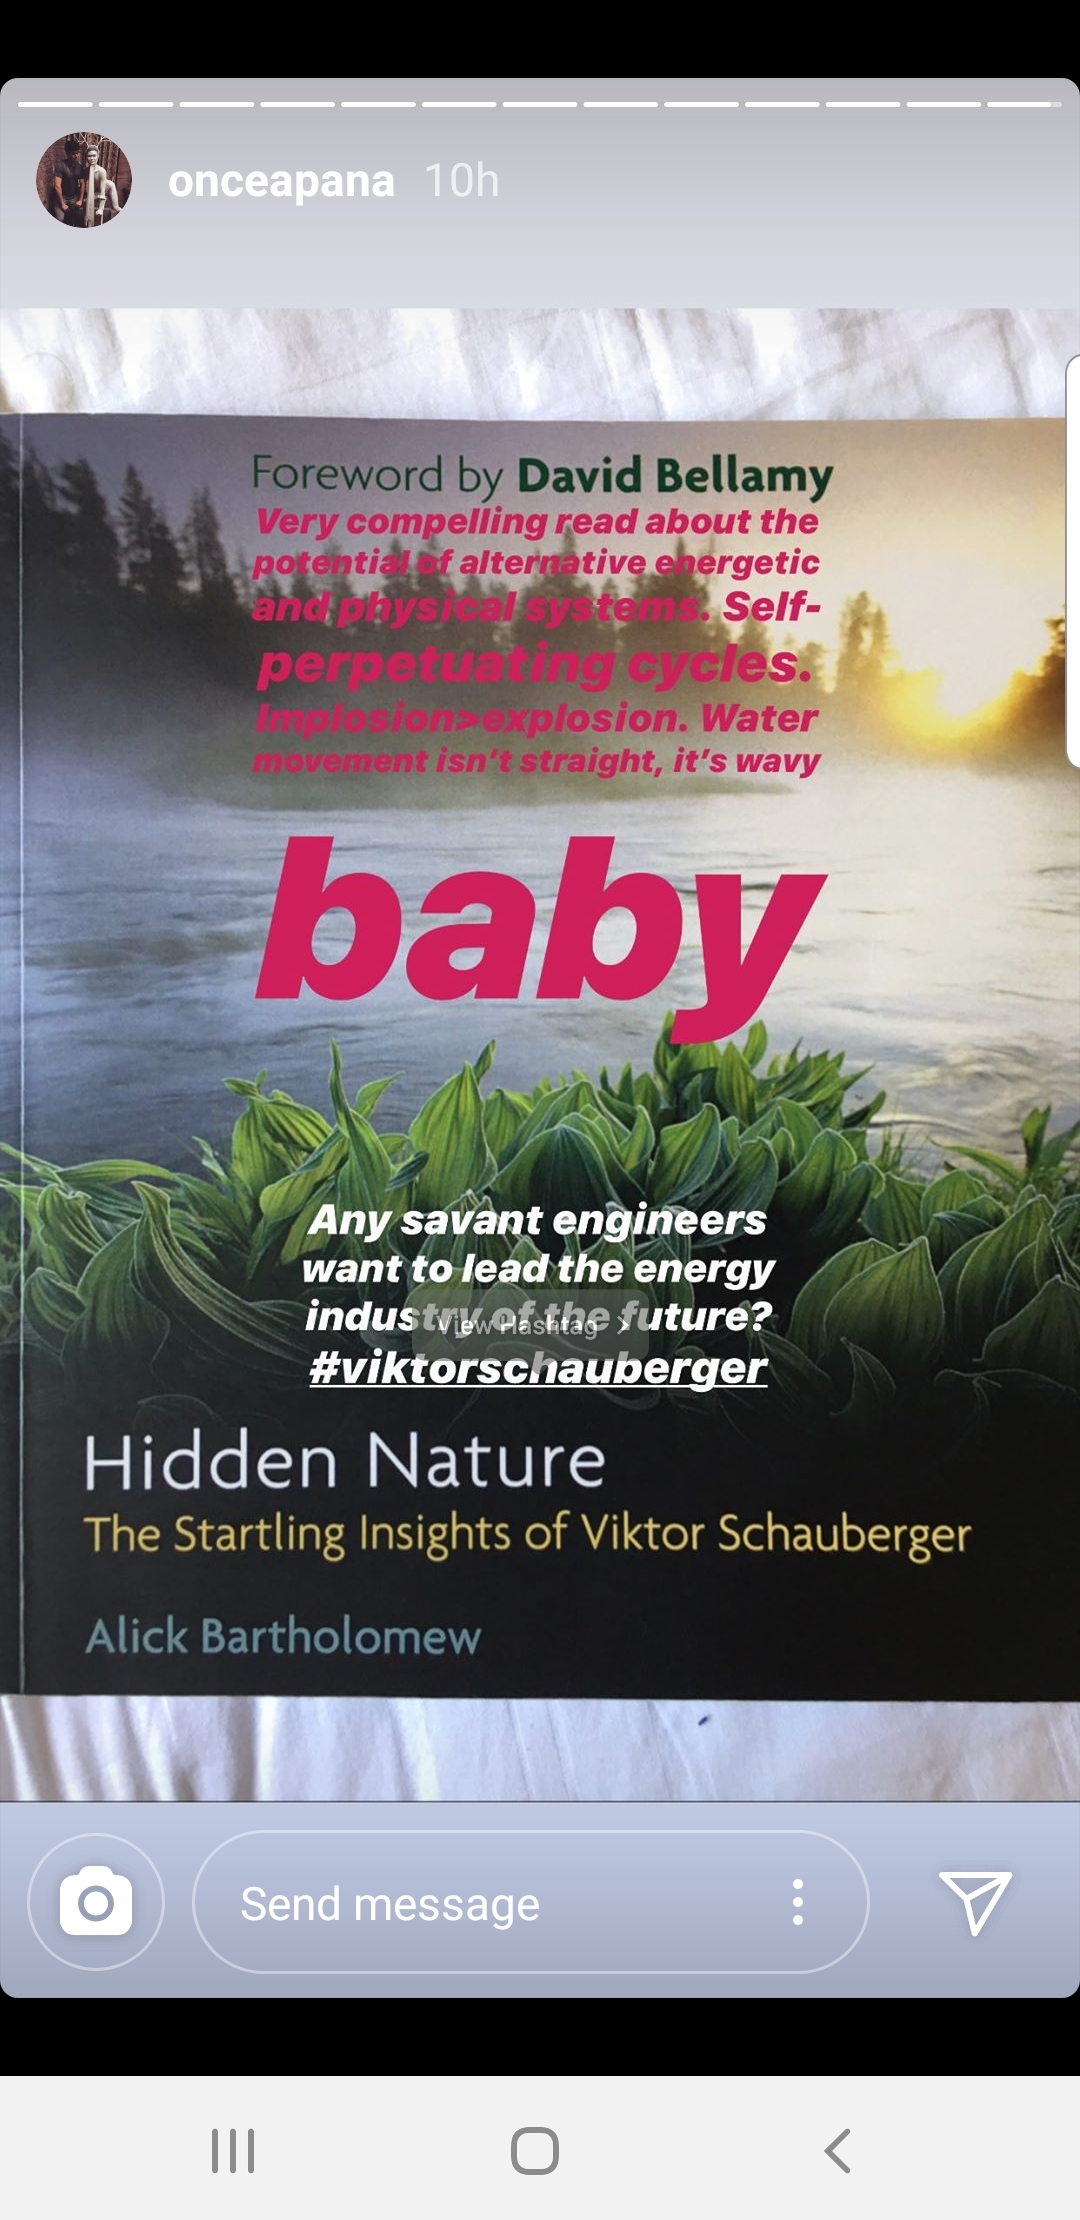 onceapana 10h
Foreword by David Bellamy
Very compelling read about the
potential of alternative energetic
and physical systems. Self-
perpetuating cycles.
Implosion>explosion. Water
movement isn't straight, it's wavy
baby
Any savant engineers
want to lead the energy
industry of the future?
View Hashtag >
#viktorschauberger
Hidden Nature
The Startling Insights of Viktor Schauberger
Alick Bartholomew
Send message